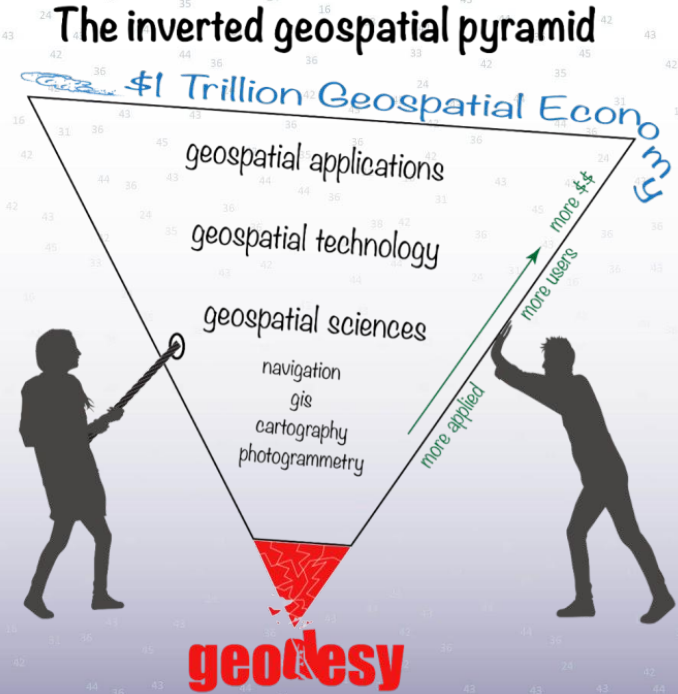 The inverted geospatial pyramid
$1 Trillion Geospatial Economy
geospatial applications
geospatial technology
geospatial sciences
navigation
gis
cartography
photogrammetry
more $$
more users
more applied
geodesy